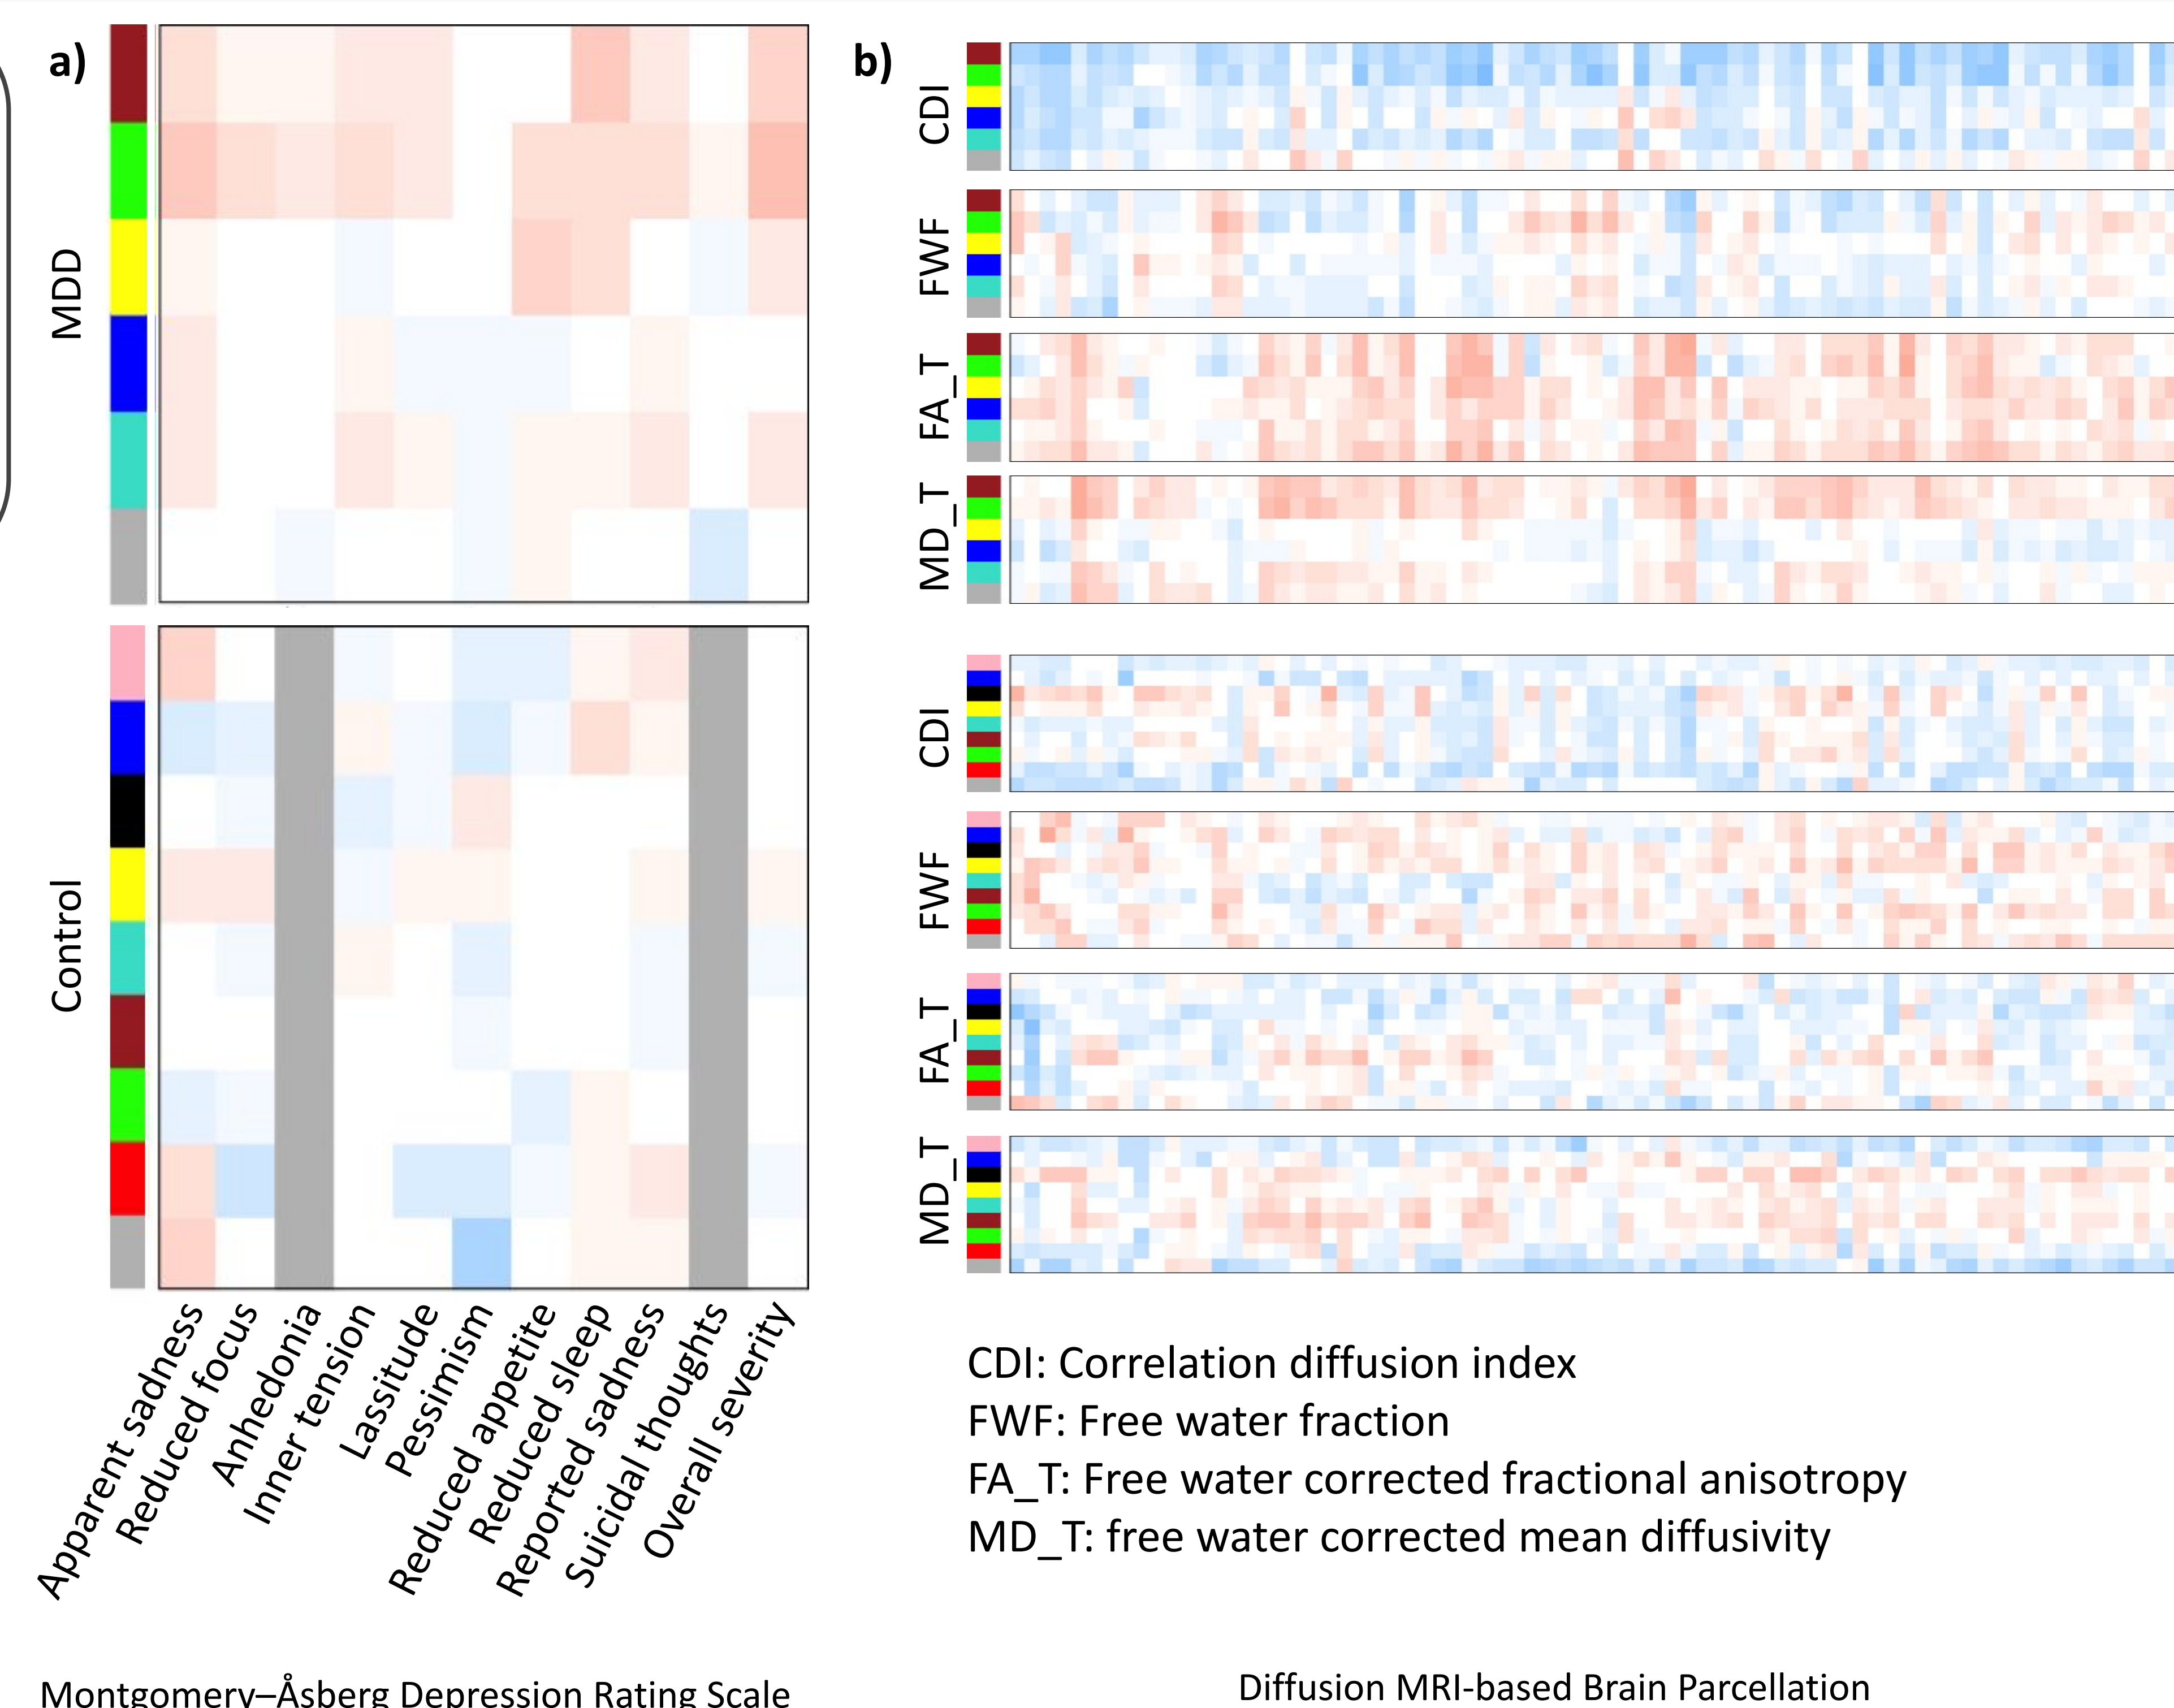 a)
MDD
Control
Apparent sadness
Reduced focus
Anhedonia
Inner tension
Lassitude
Pessimism
Reduced appetite
Reduced sleep
Reported sadness
Suicidal thoughts
Overall severity
Montgomery–Åsberg Depression Rating Scale
b)
CDI
FWF
FA_T
MD_T
CDI
FWF
FA_T
MD_T
CDI: Correlation diffusion index
FWF: Free water fraction
FA_T: Free water corrected fractional anisotropy
MD_T: free water corrected mean diffusivity
Diffusion MRI-based Brain Parcellation